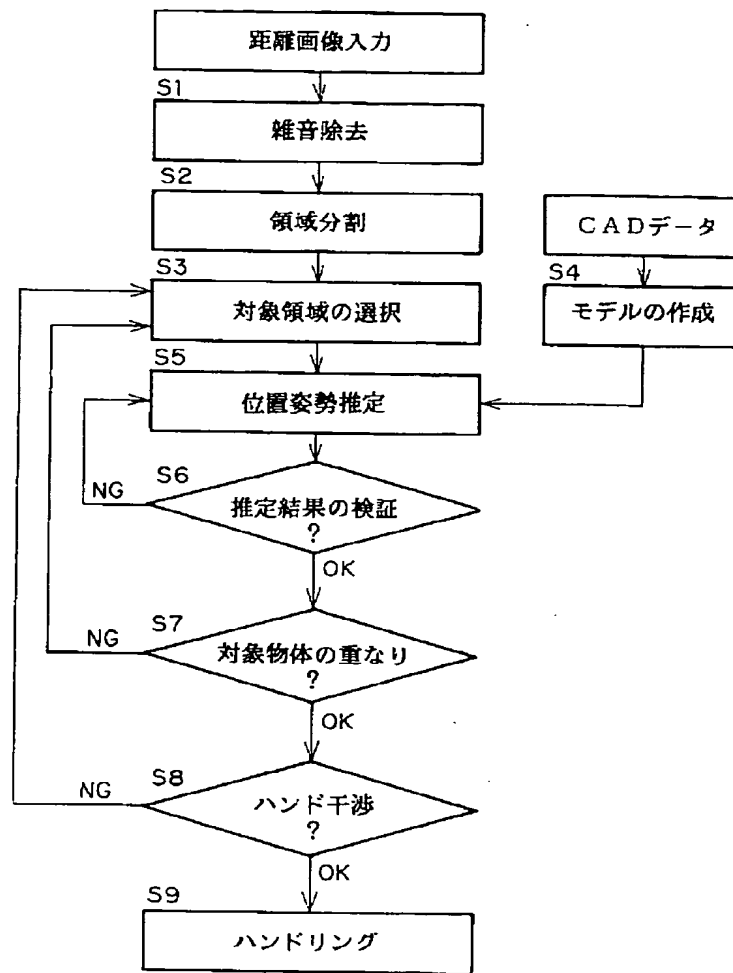 距離画像入力
S1
雑音除去
S2
領域分割
CADデータ
S3
S4
対象領域の選択
モデルの作成
S5
位置姿勢推定
S6
NG
推定結果の検証
?
OK
S7
NG
対象物体の重なり
?
OK
S8
NG
ハンド干渉
?
OK
S9
ハンドリング